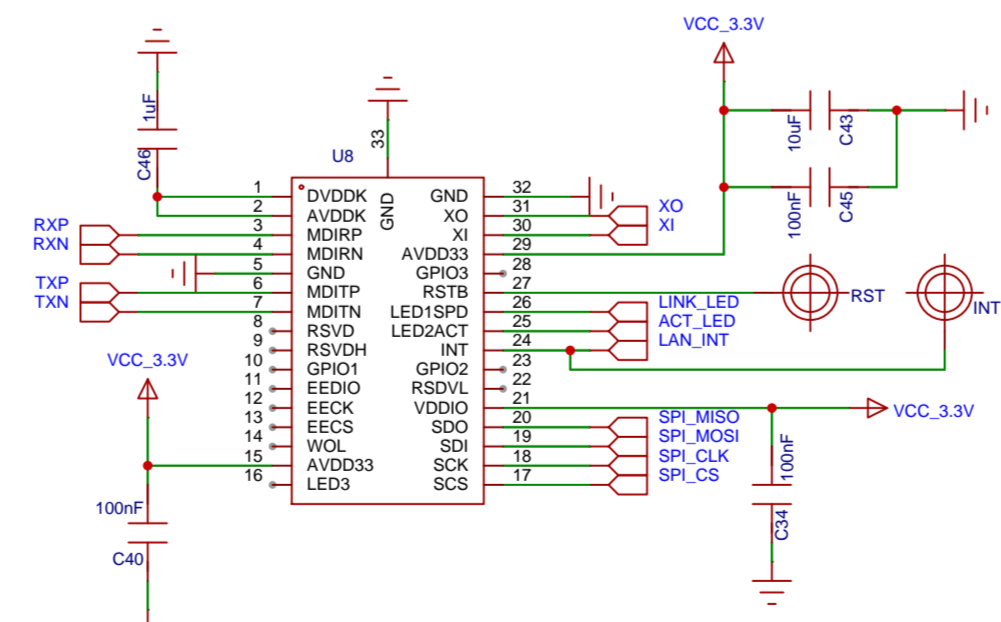 VCC_3.3V
1uF
C46
33
U8
10uF
C43
100nF
C45
1 DVDDK GND 32
2 AVDDK GND XO 31 XO
RXP 3 MDIRP XI 30 XI
RXN 4 MDIRN AVDD33 29
5 GND GPIO3 28
TXP 6 MDITP RSTB 27 RST
TXN 7 MDITN LED1SPD 26 LINK_LED
INT
8 RSVD LED2ACT 25 ACT_LED
9 RSVDH INT 24 LAN_INT
VCC_3.3V
10 GPIO1 GPIO2 23
11 EEDIO RSDVL 22
12 EECK VDDIO 21 VCC_3.3V
13 EECS SDO 20 SPI_MISO
14 WOL SDI 19 SPI_MOSI
15 AVDD33 SCK 18 SPI_CLK
16 LED3 SCS 17 SPI_CS
100nF
C34
100nF
C40